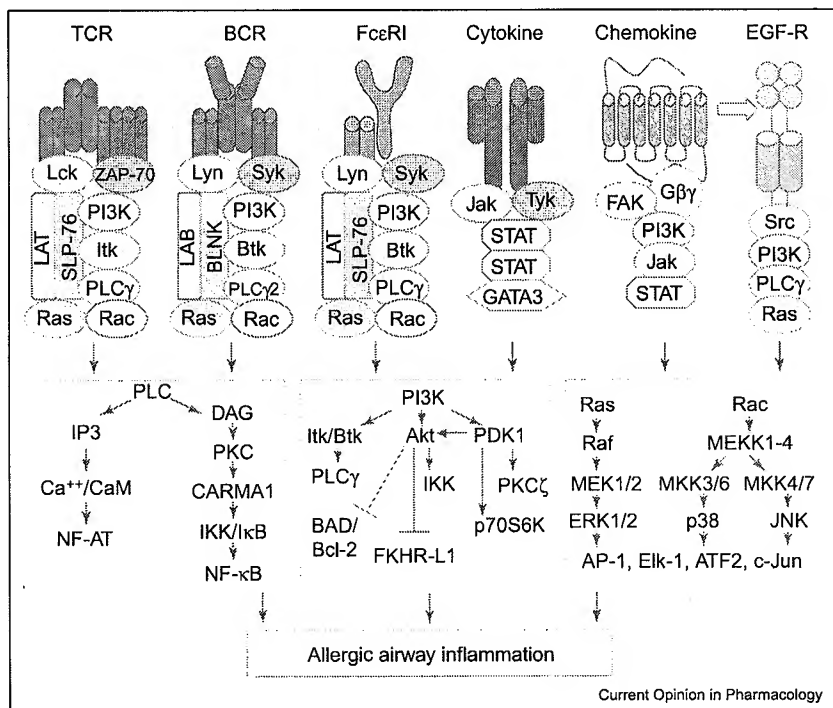 TCR BCR FcεRI Cytokine Chemokine EGF-R
Lck ZAP-70
LAT
SLP-76
PI3K
Itk
PLCγ
Ras Rac
Lyn Syk
LAB
BLNK
PI3K
Btk
PLCγ2
Ras Rac
Lyn Syk
LAT
SLP-76
PI3K
Btk
PLCγ
Ras Rac
Jak Tyk
STAT
STAT
GATA3
FAK Gβγ
PI3K
Jak
STAT
Src
PI3K
PLCγ
Ras
PLC
IP3 DAG
PKC
Ca++/CaM CARMA1
NF-AT IKK/IκB
NF-κB
PI3K
Itk/Btk Akt PDK1
PLCγ IKK PKCζ
BAD/
Bcl-2
p70S6K
FKHR-L1
Ras Rac
Raf MEKK1-4
MEK1/2 MKK3/6 MKK4/7
ERK1/2 p38 JNK
AP-1, Elk-1, ATF2, c-Jun
Allergic airway inflammation
Current Opinion in Pharmacology